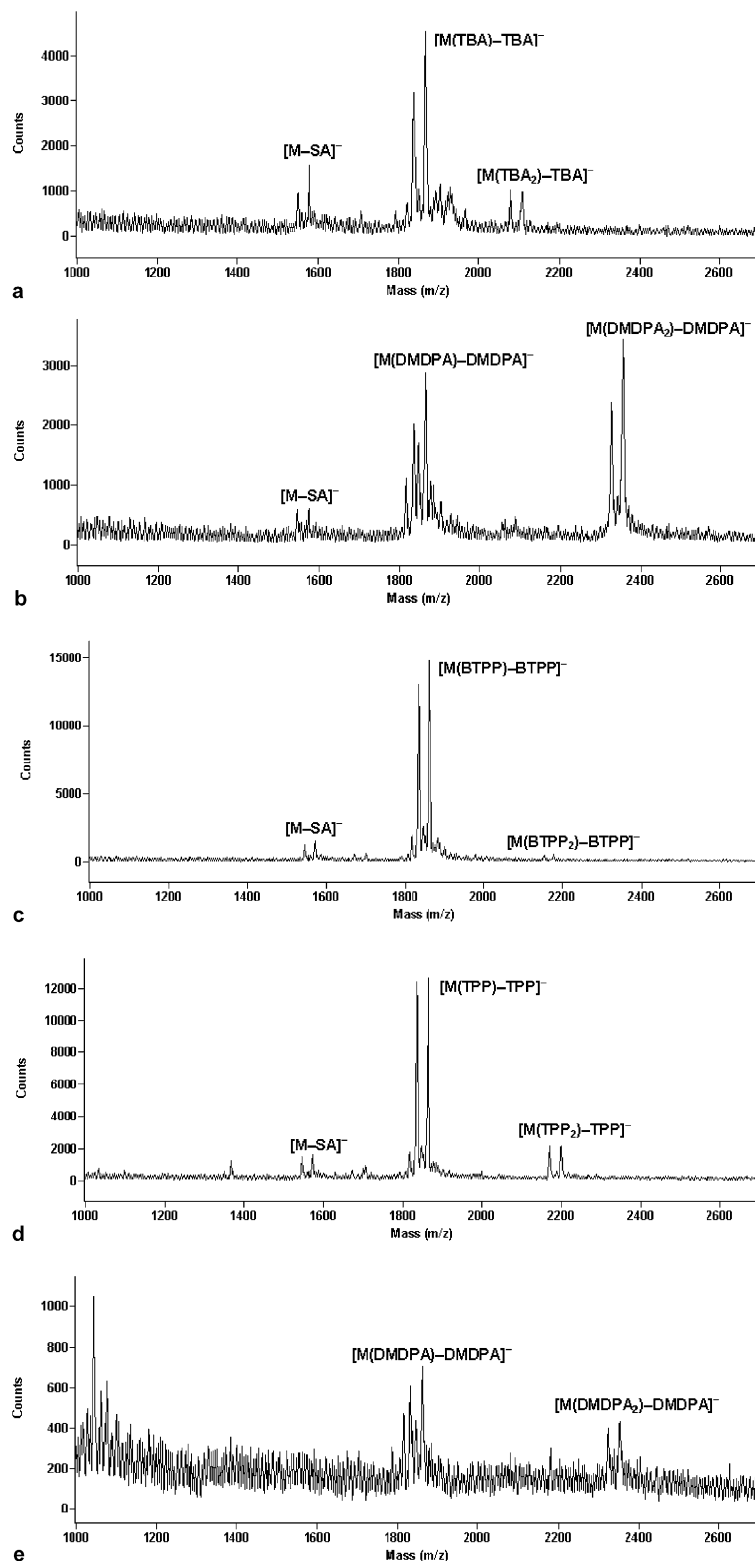 [M(TBA)–TBA]⁻
4000
3000
[M–SA]⁻
2000
[M(TBA₂)–TBA]⁻
1000
0
Counts
1000 1200 1400 1600 1800 2000 2200 2400 2600
Mass (m/z)
a
[M(DMDPA₂)–DMDPA]⁻
3000
[M(DMDPA)–DMDPA]⁻
2000
1000
[M–SA]⁻
0
Counts
1000 1200 1400 1600 1800 2000 2200 2400 2600
Mass (m/z)
b
15000
[M(BTPP)–BTPP]⁻
10000
5000
[M–SA]⁻
[M(BTPP₂)–BTPP]⁻
0
Counts
1000 1200 1400 1600 1800 2000 2200 2400 2600
Mass (m/z)
c
12000
[M(TPP)–TPP]⁻
10000
8000
6000
4000
[M(TPP₂)–TPP]⁻
2000
[M–SA]⁻
0
Counts
1000 1200 1400 1600 1800 2000 2200 2400 2600
Mass (m/z)
d
1000
800
[M(DMDPA)–DMDPA]⁻
600
[M(DMDPA₂)–DMDPA]⁻
400
200
0
Counts
1000 1200 1400 1600 1800 2000 2200 2400 2600
Mass (m/z)
e